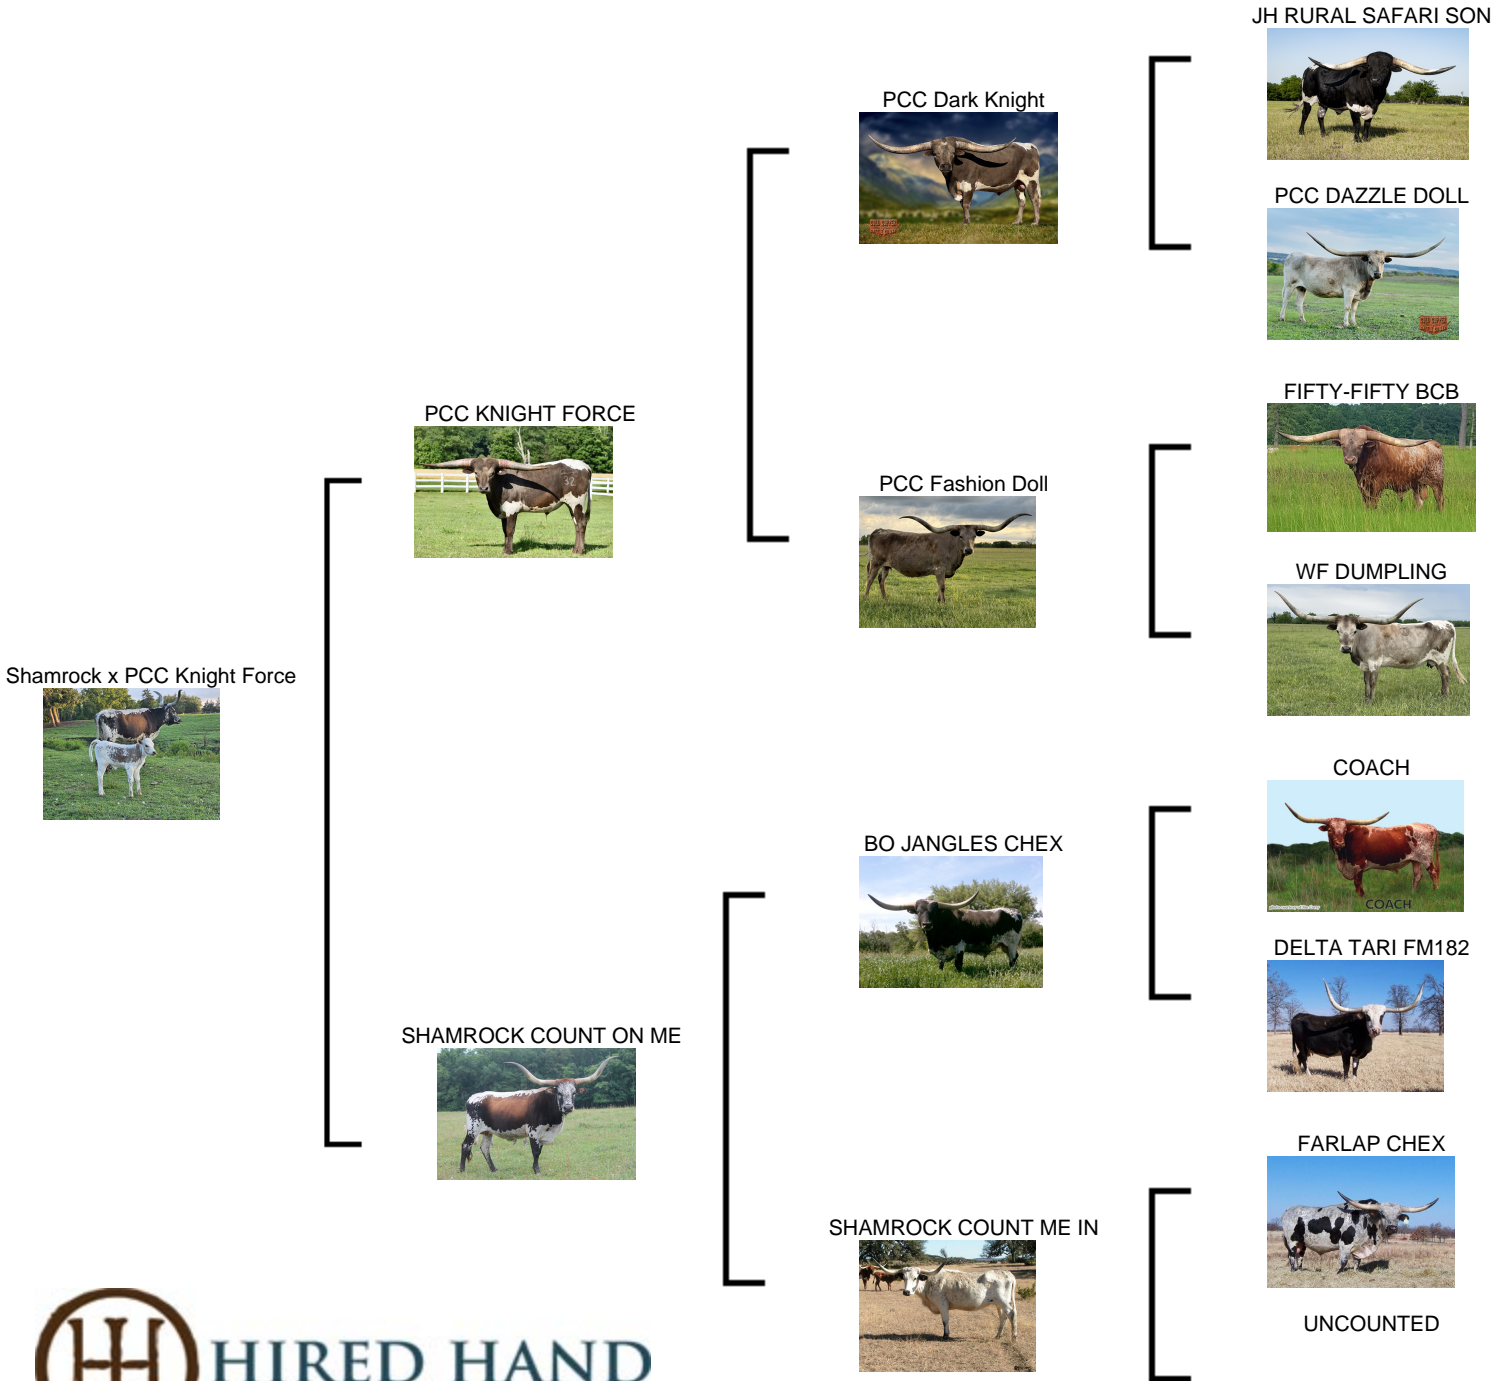 JH RURAL SAFARI SON
PCC Dark Knight
PCC DAZZLE DOLL
FIFTY-FIFTY BCB
PCC KNIGHT FORCE
32
PCC Fashion Doll
WF DUMPLING
Shamrock x PCC Knight Force
COACH
BO JANGLES CHEX
COACH
DELTA TARI FM182
SHAMROCK COUNT ON ME
FARLAP CHEX
SHAMROCK COUNT ME IN
UNCOUNTED
HIRED HAND